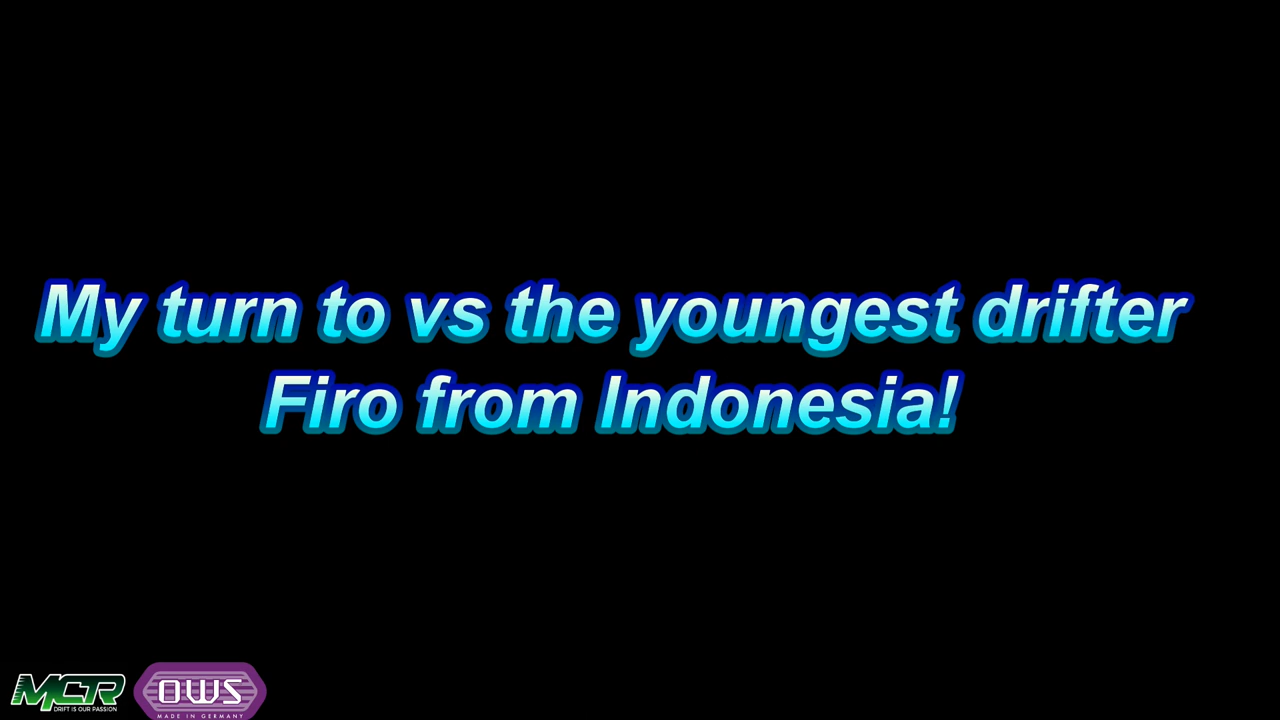 My turn to vs the youngest drifter
Firo from Indonesia!
MCR
DRIFT IS OUR PASSION
OWS
MADE IN GERMANY